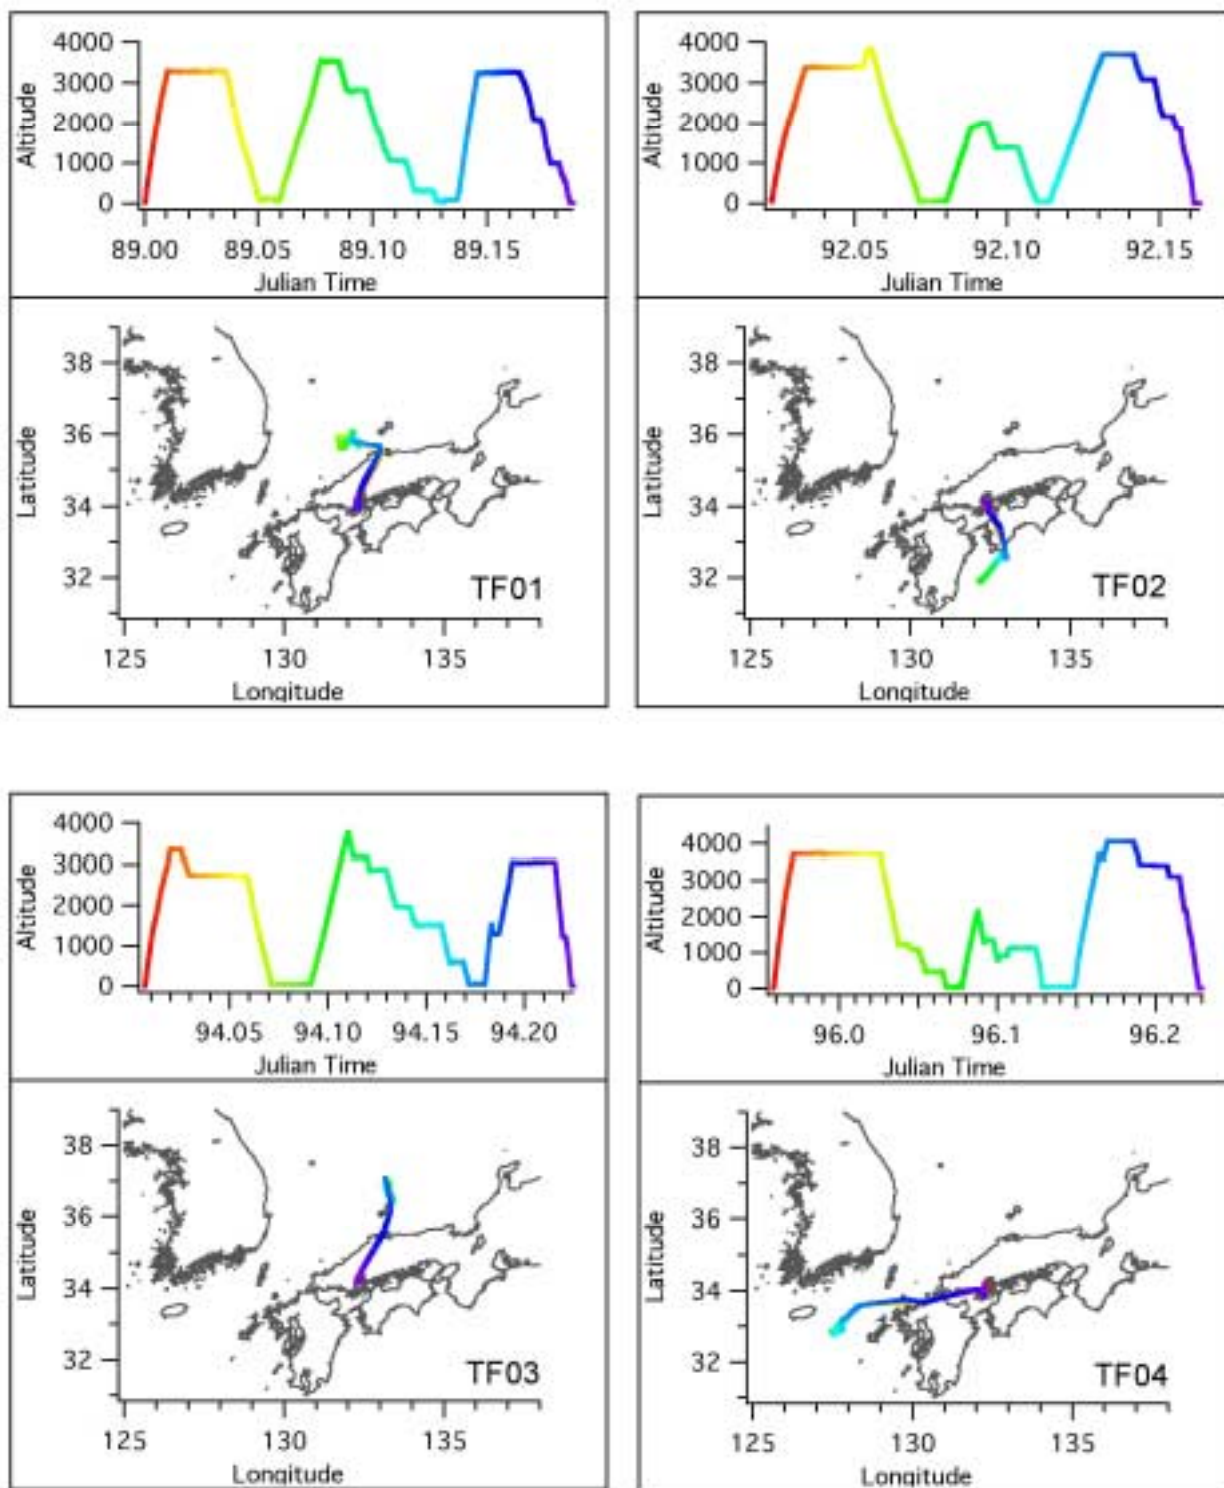 4000
3000
2000
1000
0
Altitude
89.00 89.05 89.10 89.15
Julian Time
38
36
34
32
Latitude
TF01
125 130 135
Longitude
4000
3000
2000
1000
0
Altitude
92.05 92.10 92.15
Julian Time
38
36
34
32
Latitude
TF02
125 130 135
Longitude
4000
3000
2000
1000
0
Altitude
94.05 94.10 94.15 94.20
Julian Time
38
36
34
32
Latitude
TF03
125 130 135
Longitude
4000
3000
2000
1000
0
Altitude
96.0 96.1 96.2
Julian Time
38
36
34
32
Latitude
TF04
125 130 135
Longitude